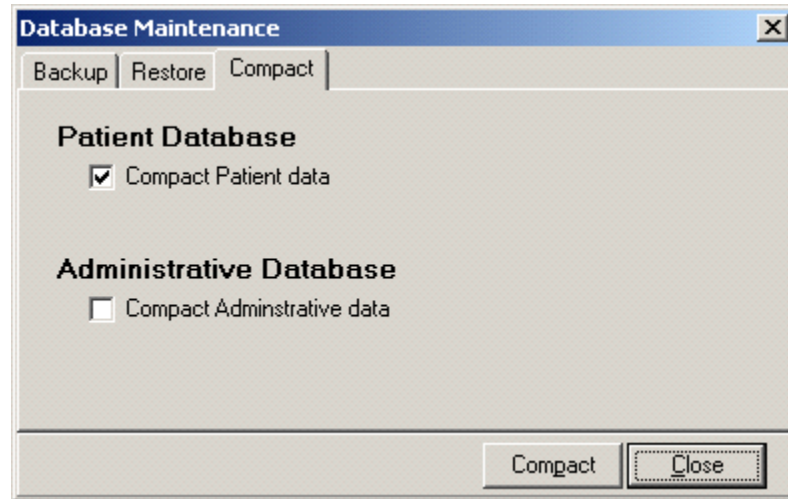 Database Maintenance
Backup Restore Compact
Patient Database
Compact Patient data
Administrative Database
Compact Adminstrative data
Compact Close